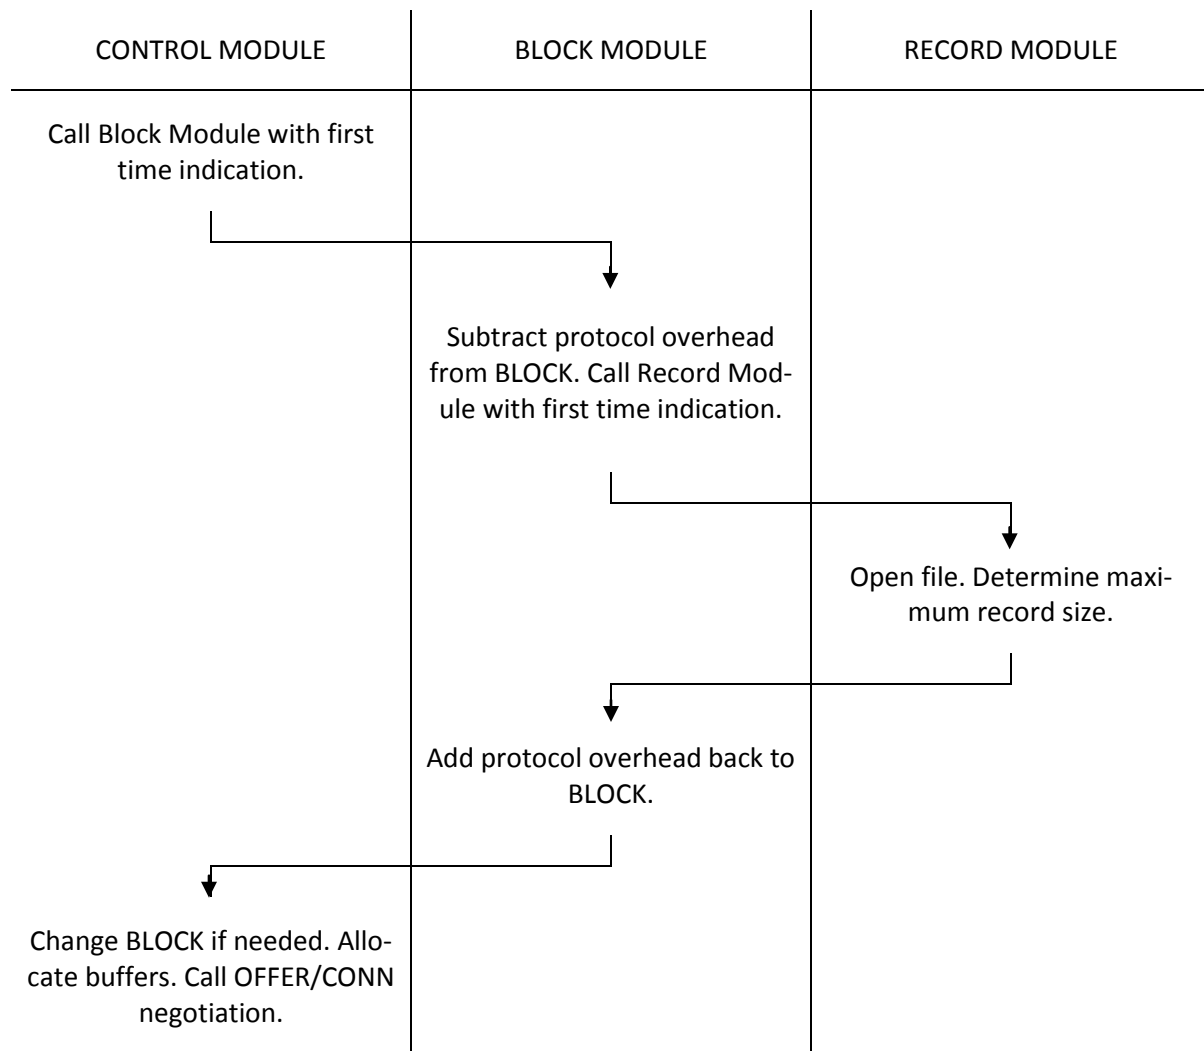 CONTROL MODULE
BLOCK MODULE
RECORD MODULE
Call Block Module with first
time indication.
Subtract protocol overhead
from BLOCK. Call Record Mod-
ule with first time indication.
Open file. Determine maxi-
mum record size.
Add protocol overhead back to
BLOCK.
Change BLOCK if needed. Allo-
cate buffers. Call OFFER/CONN
negotiation.